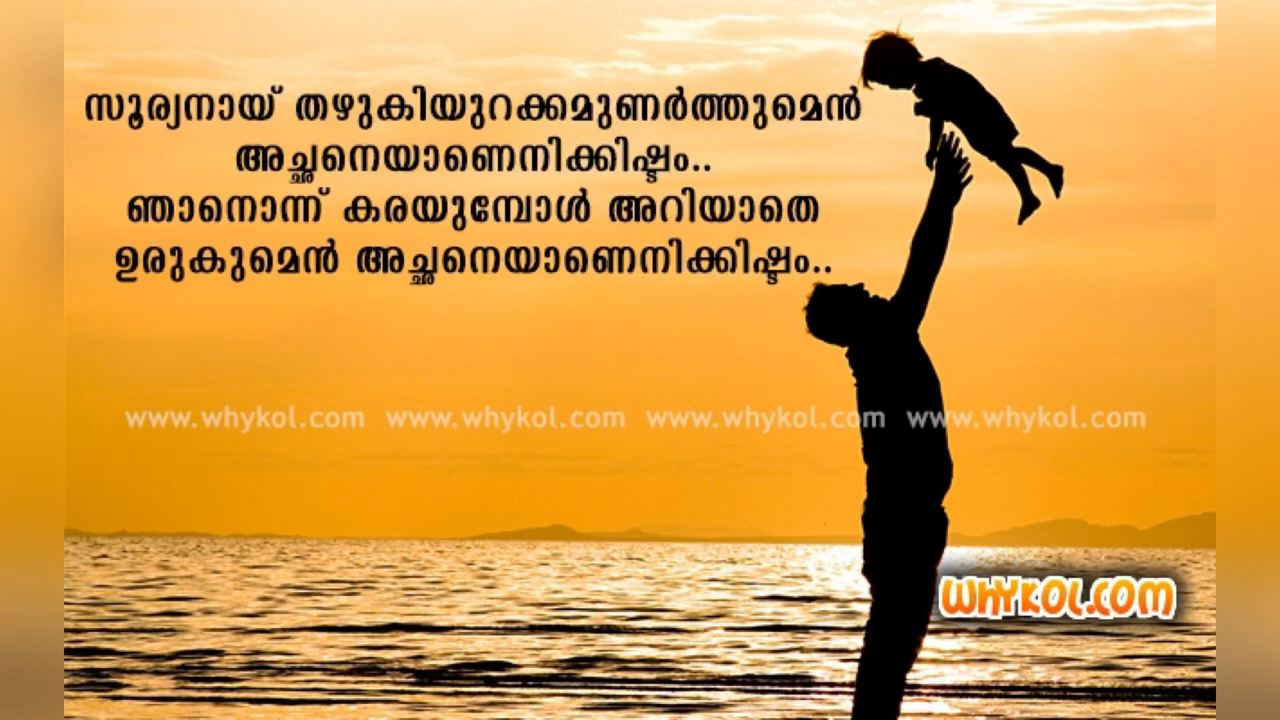 സൂര്യനായ് തഴുകിയുറക്കമുണർത്തുമെൻ
അച്ഛനെയാണെനിക്കിഷ്ടം..
ഞാനൊന്ന് കരയുമ്പോൾ അറിയാതെ
ഉരുകുമെൻ അച്ഛനെയാണെനിക്കിഷ്ടം..
www.whykol.com www.whykol.com www.whykol.com www.whykol.com
WHYKOL.COM